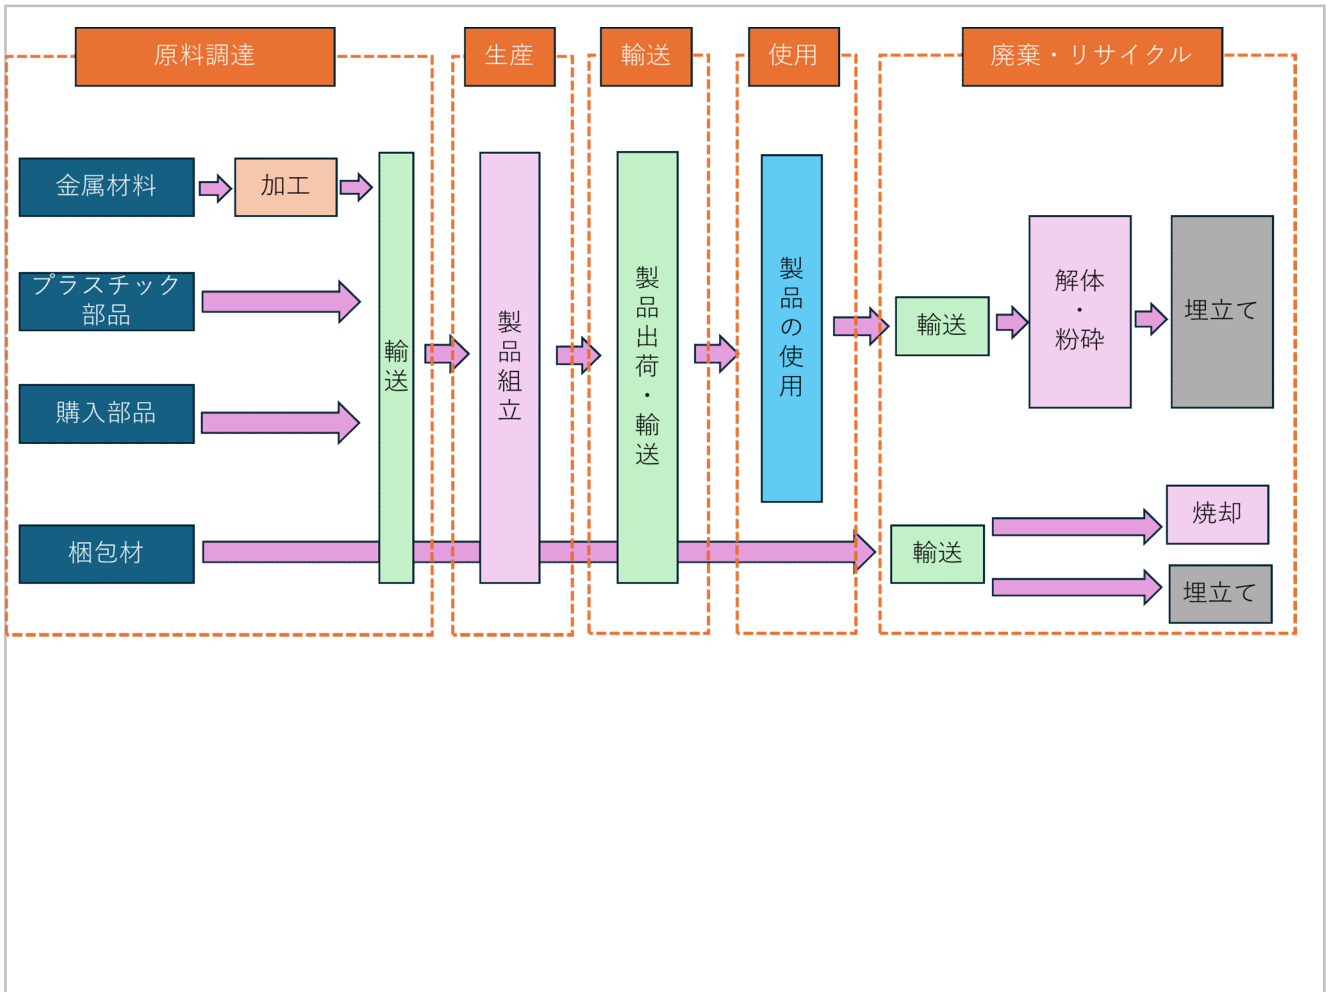 原料調達
生産
輸送
使用
廃棄・リサイクル
金属材料
加工
プラスチック
部品
購入部品
梱包材
輸送
製品組立
製品出荷・輸送
製品の使用
輸送
解体
・
粉砕
埋立て
輸送
焼却
埋立て